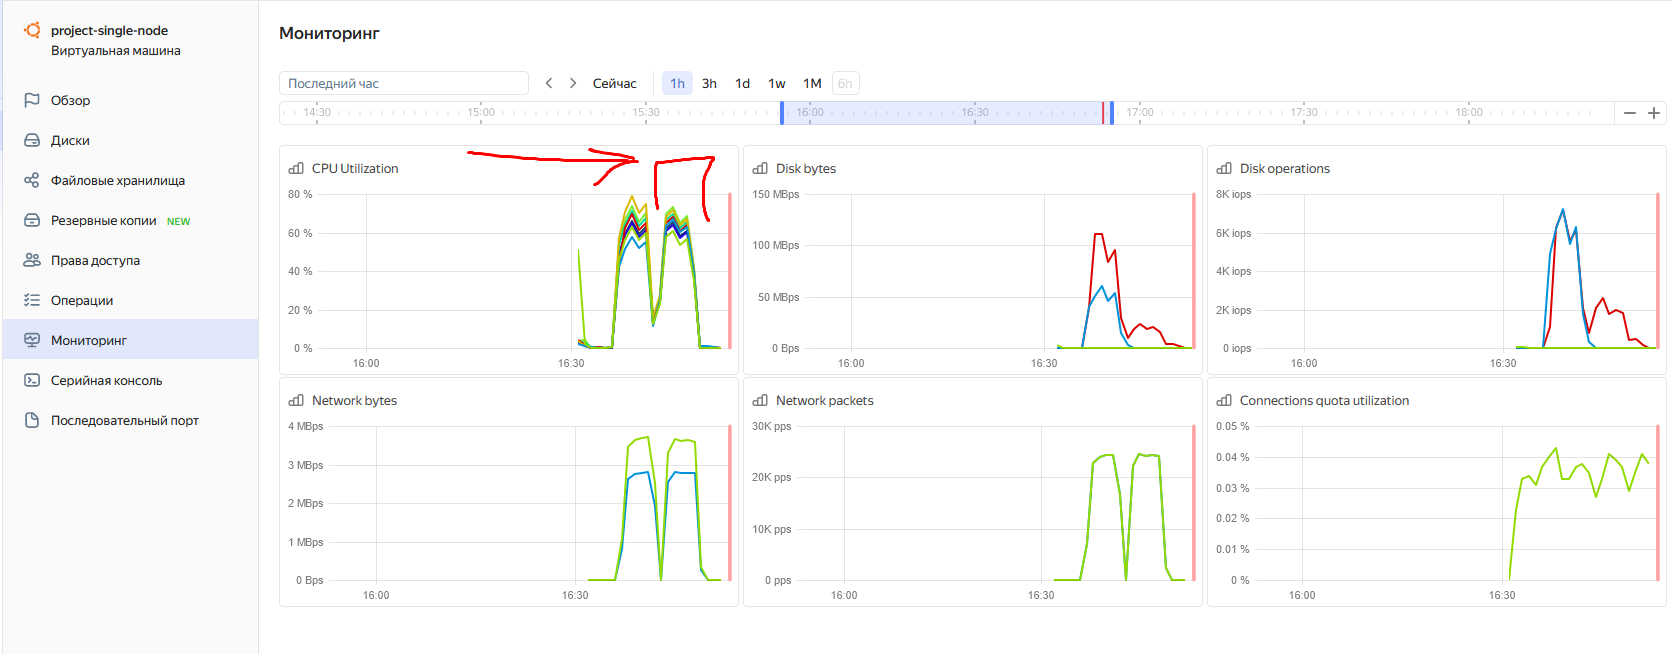 project-single-node
Виртуальная машина
Обзор
Диски
Файловые хранилища
Резервные копии NEW
Права доступа
Операции
Мониторинг
Серийная консоль
Последовательный порт
Мониторинг
Последний час
Сейчас
1h 3h 1d 1w 1M 6h
14:30 15:00 15:30 16:00 16:30 17:00 17:30 18:00
CPU Utilization
80 %
60 %
40 %
20 %
0 %
16:00 16:30
Disk bytes
150 MBps
100 MBps
50 MBps
0 Bps
16:00 16:30
Disk operations
8K iops
6K iops
4K iops
2K iops
0 iops
16:00 16:30
Network bytes
4 MBps
3 MBps
2 MBps
1 MBps
0 Bps
16:00 16:30
Network packets
30K pps
20K pps
10K pps
0 pps
16:00 16:30
Connections quota utilization
0.05 %
0.04 %
0.03 %
0.02 %
0.01 %
0 %
16:00 16:30